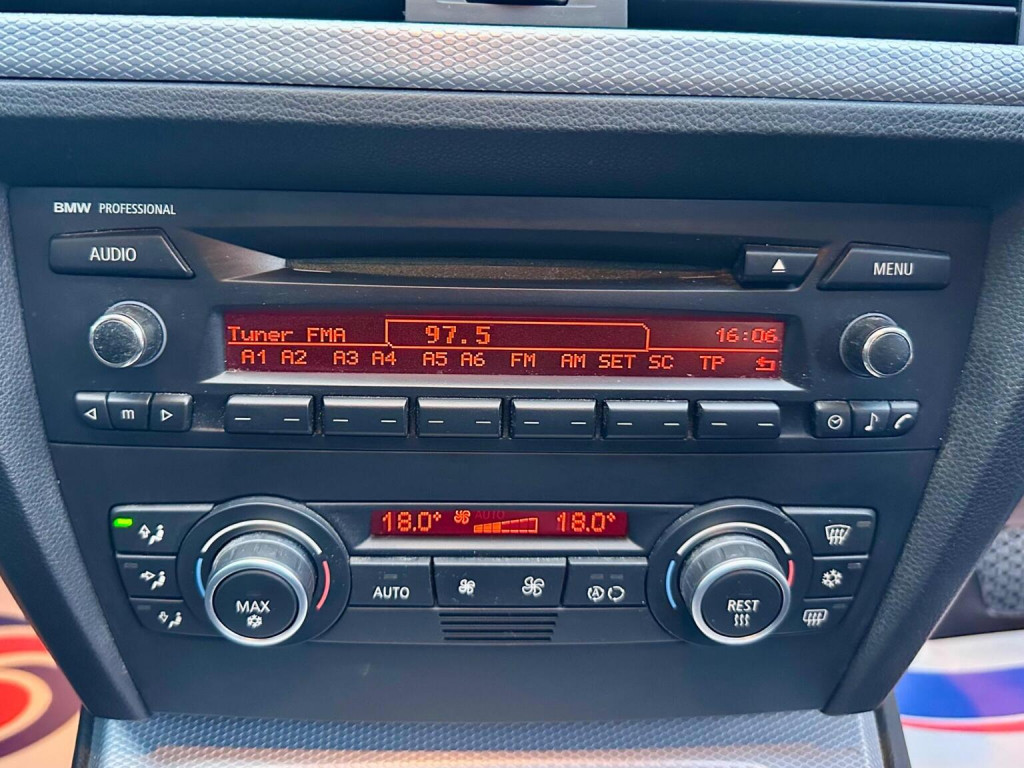 BMW PROFESSIONAL
AUDIO
MENU
Tuner FMA 97.5 16:06
A1 A2 A3 A4 A5 A6 FM AM SET SC TP
m
18.0° AUTO 18.0°
AUTO
A
MAX
REST